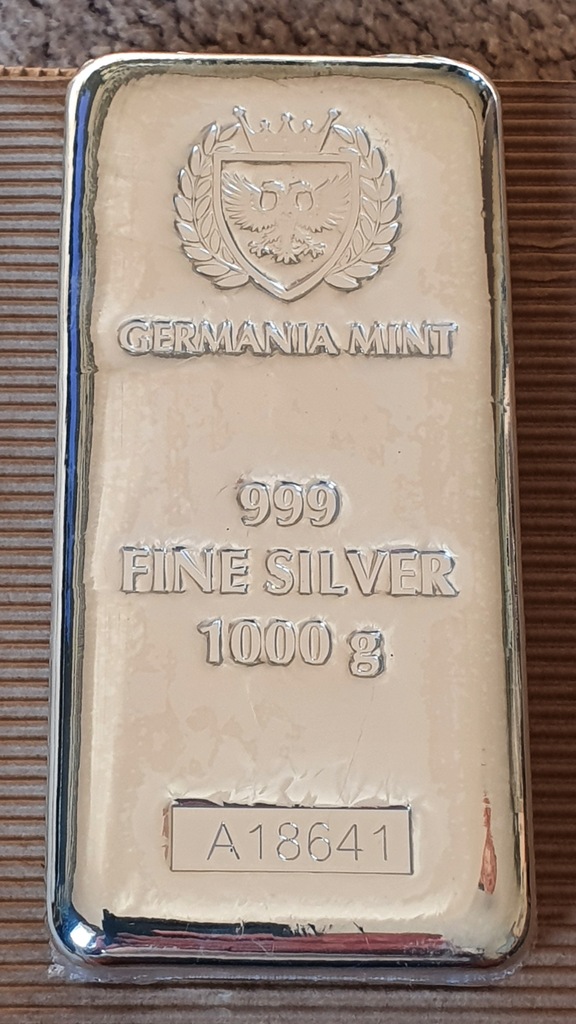 GERMANIA MINT
999
FINE SILVER
1000 g
A18641